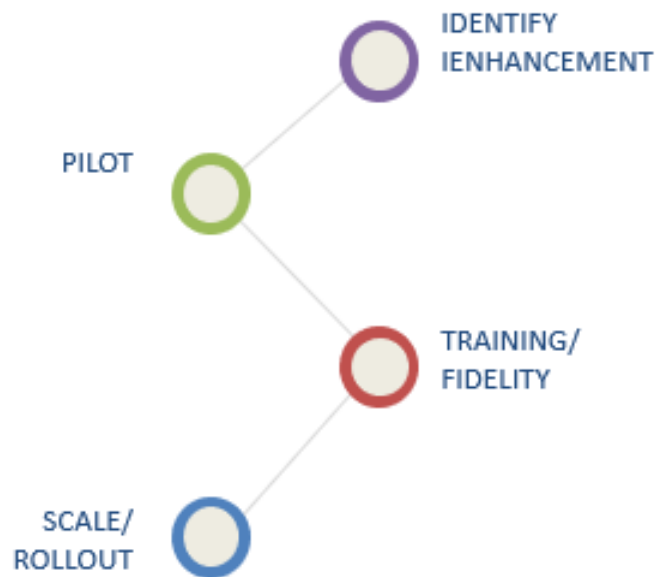 IDENTIFY
IENHANCEMENT
PILOT
TRAINING/
FIDELITY
SCALE/
ROLLOUT